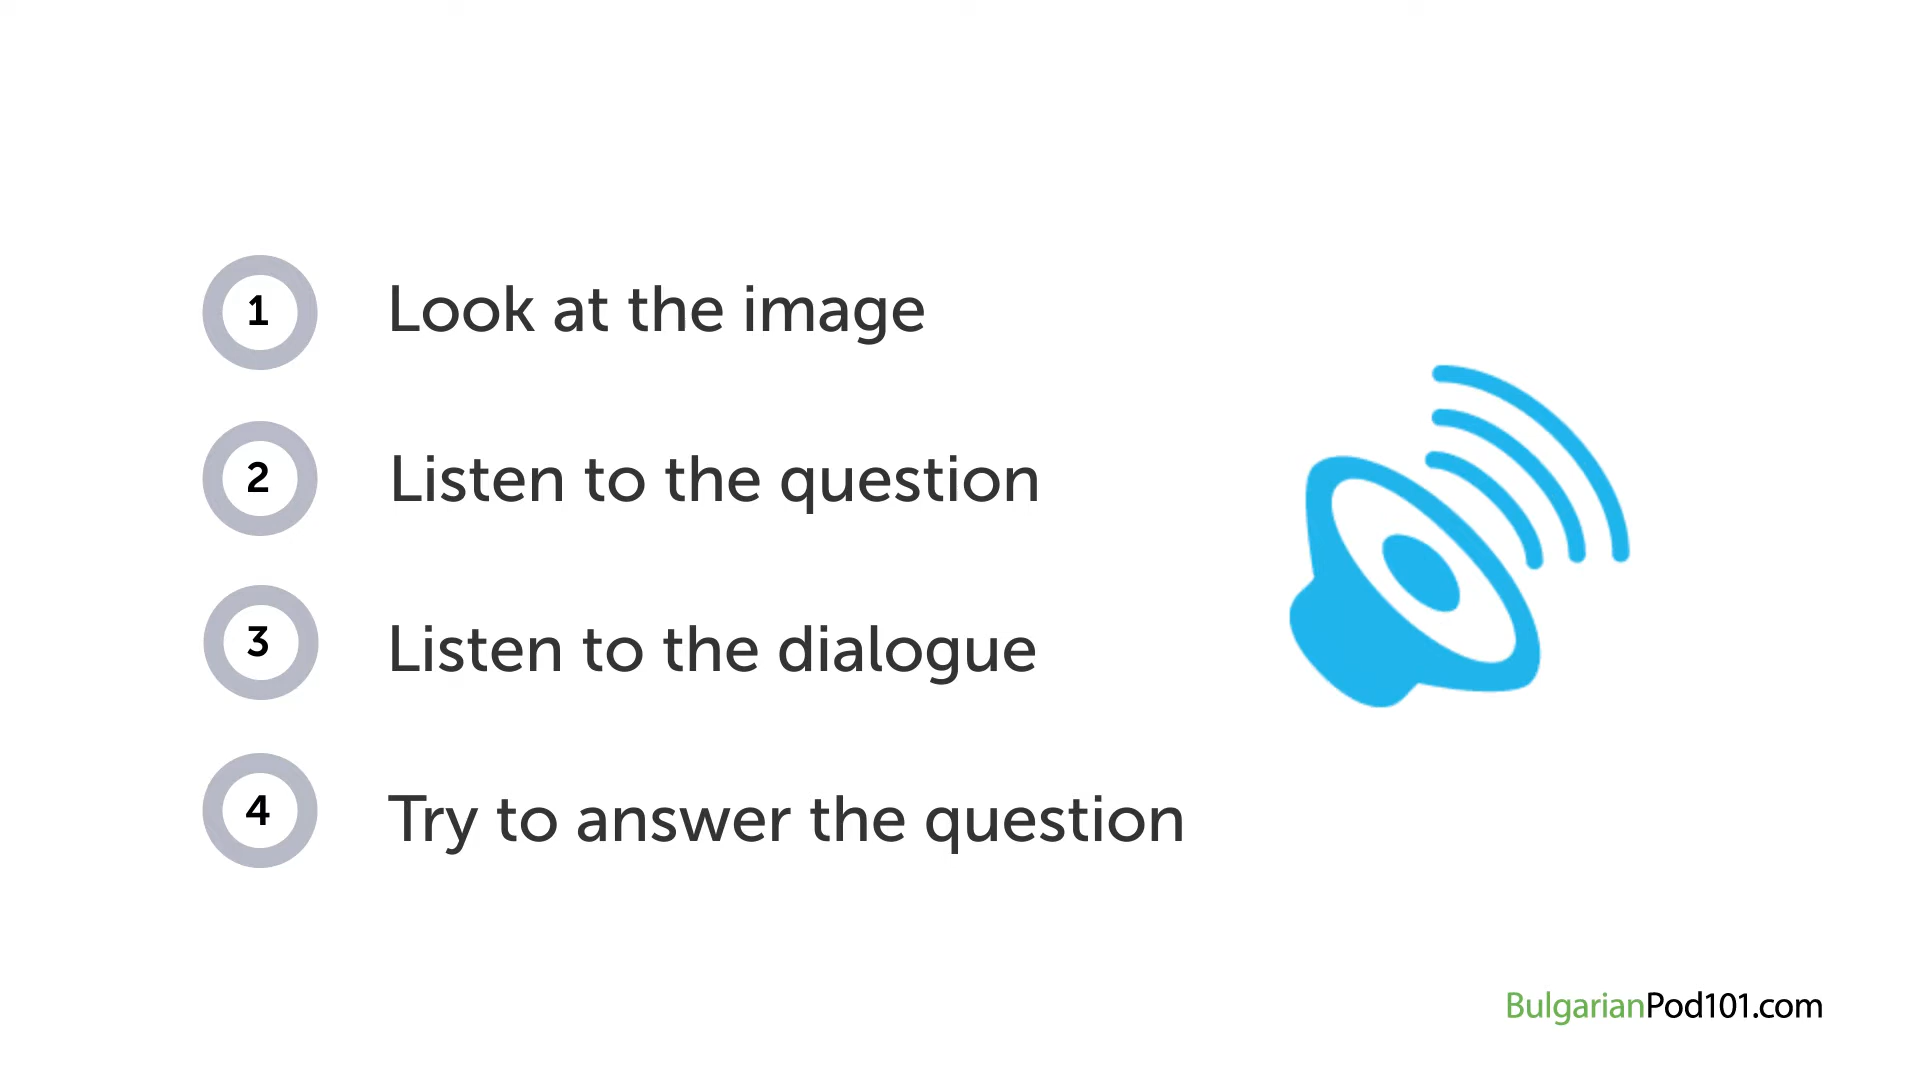 1 Look at the image
2 Listen to the question
3 Listen to the dialogue
4 Try to answer the question
BulgarianPod101.com